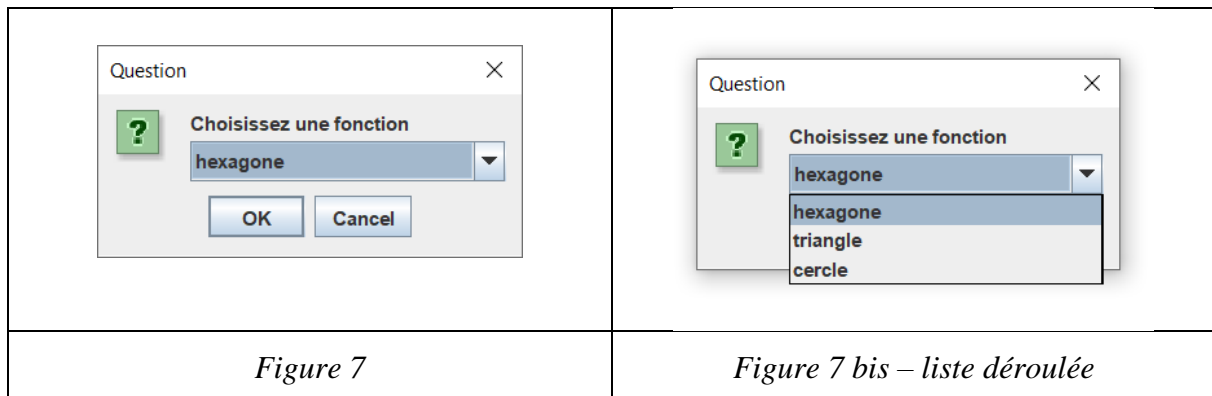 Question
?
Choisissez une fonction
hexagone
OK Cancel
Question
?
Choisissez une fonction
hexagone
hexagone
triangle
cercle
Figure 7
Figure 7 bis – liste déroulée